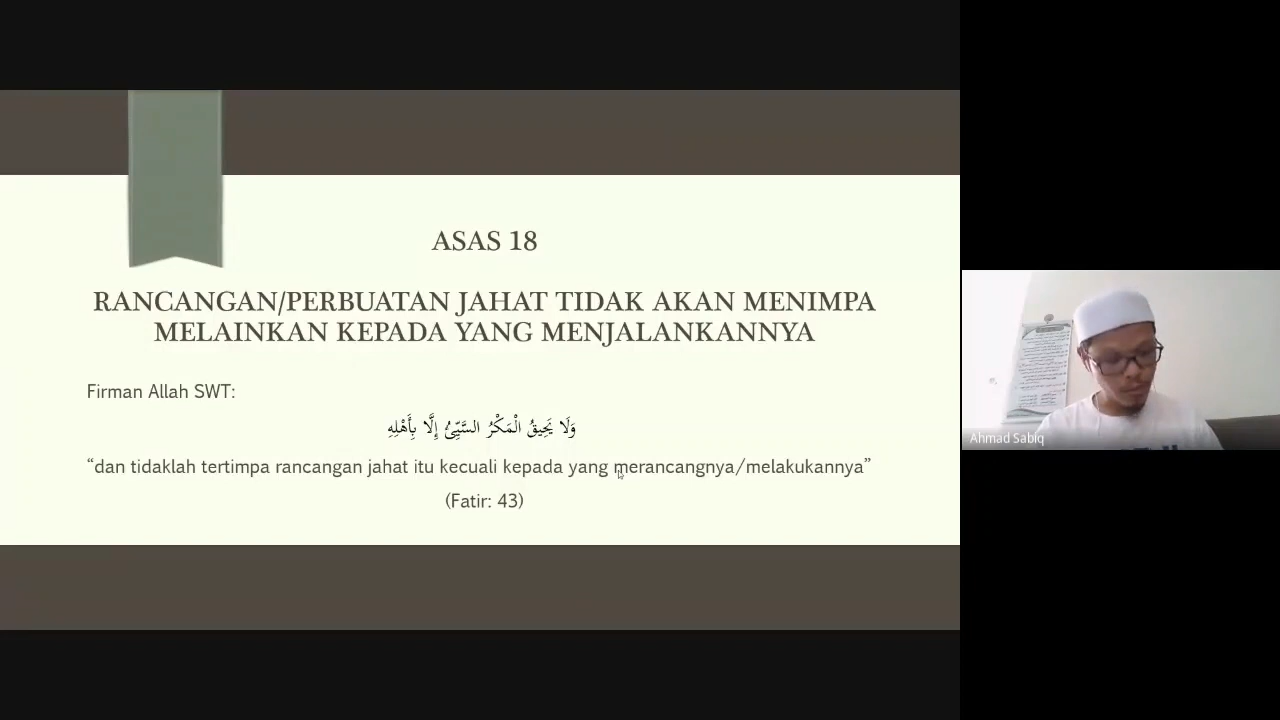 ASAS 18
RANCANGAN/PERBUATAN JAHAT TIDAK AKAN MENIMPA
MELAINKAN KEPADA YANG MENJALANKANNYA
Firman Allah SWT:
وَلَا يَحِيقُ الْمَكْرُ السَّيِّئُ إِلَّا بِأَهْلِهِ
“dan tidaklah tertimpa rancangan jahat itu kecuali kepada yang merancangnya/melakukannya”
(Fatir: 43)
Ahmad Sabiq